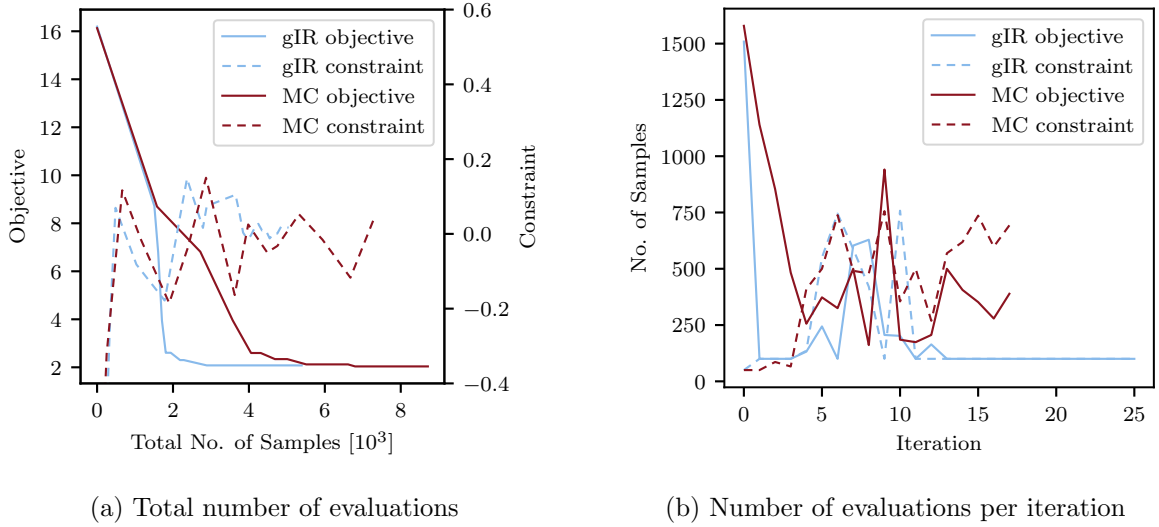 16
14
12
10
8
6
4
2
Objective
0.6
0.4
0.2
0.0
−0.2
−0.4
Constraint
gIR objective
gIR constraint
MC objective
MC constraint
0 2 4 6 8
Total No. of Samples [10³]
(a) Total number of evaluations
1500
1250
1000
750
500
250
0
No. of Samples
gIR objective
gIR constraint
MC objective
MC constraint
0 5 10 15 20 25
Iteration
(b) Number of evaluations per iteration